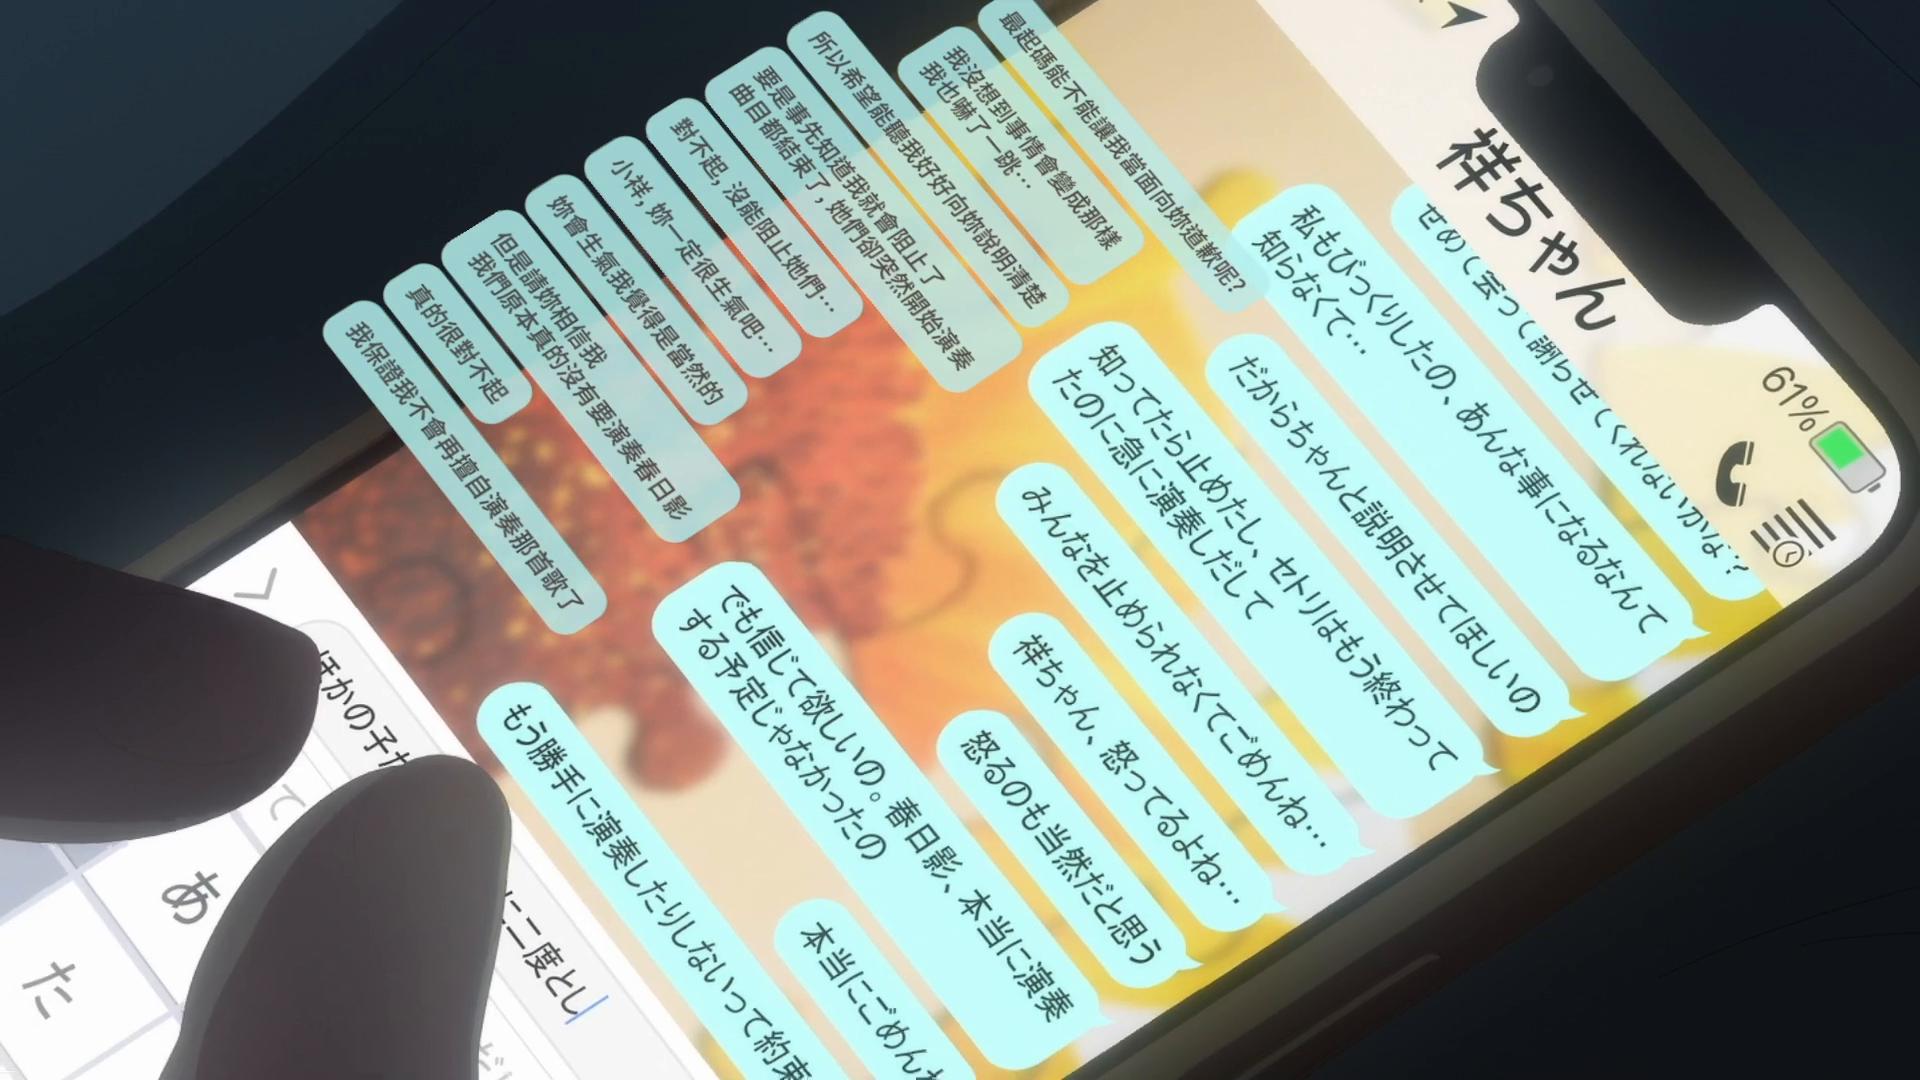 祥ちゃん
61%
せめて会って謝らせてくれないかな?
私もびっくりしたの、あんな事になるなんて
知らなくて…
だからちゃんと説明させてほしいの
知ってたら止めたし、セトリはもう終わって
たのに急に演奏しだして
みんなを止められなくてごめんね…
祥ちゃん、怒ってるよね…
怒るのも当然だと思う
でも信じて欲しいの。春日影、本当に演奏
する予定じゃなかったの
本当にごめんね
もう勝手に演奏したりしないって約束
最起碼能不能讓我當面向妳道歉呢?
我沒想到事情會變成那樣
我也嚇了一跳…
所以希望能聽我好好向妳說明清楚
要是事先知道我就會阻止了
曲目都結束了,她們卻突然開始演奏
對不起,沒能阻止她們…
小祥,妳一定很生氣吧…
妳會生氣我覺得是當然的
但是請妳相信我
我們原本真的沒有要演奏春日影
真的很對不起
我保證我不會再擅自演奏那首歌了
ほかの子
に二度とし
て
あ
た